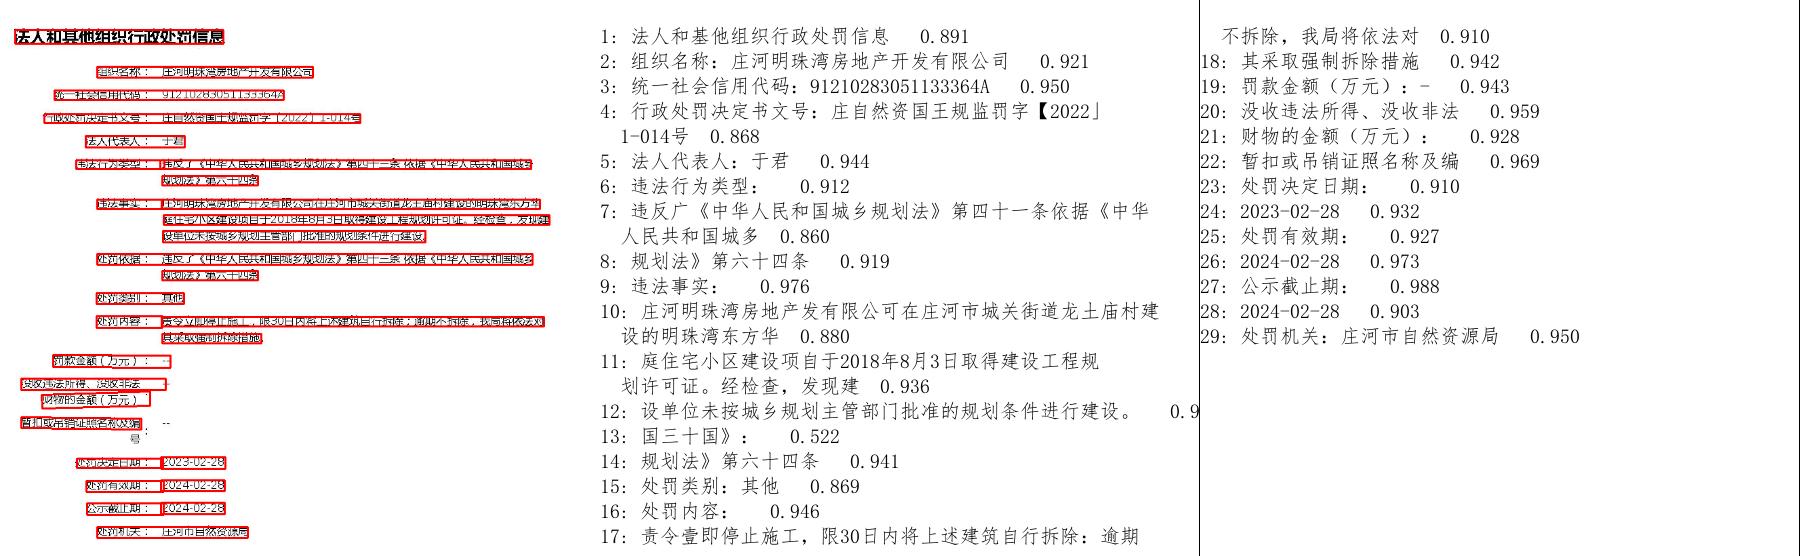 法人和其他组织行政处罚信息
组织名称： 庄河明珠湾房地产开发有限公司
统一社会信用代码： 91210283051133364A
行政处罚决定书文号： 庄自然资国土规监罚字〔2022〕1-014号
法人代表人： 于君
违法行为类型： 违反了《中华人民共和国城乡规划法》第四十三条 依据《中华人民共和国城乡
规划法》第六十四条
违法事实： 庄河明珠湾房地产开发有限公司在庄河市城关街道龙王庙村建设的明珠湾东方华
庭住宅小区建设项目于2018年8月3日取得建设工程规划许可证。经检查，发现建
设单位未按城乡规划主管部门批准的规划条件进行建设。
处罚依据： 违反了《中华人民共和国城乡规划法》第四十三条 依据《中华人民共和国城乡
规划法》第六十四条
处罚类别： 其他
处罚内容： 责令立即停止施工，限30日内将上述建筑自行拆除；逾期不拆除，我局将依法对
其采取强制拆除措施。
罚款金额（万元）： --
没收违法所得、没收非法 --
财物的金额（万元）：
暂扣或吊销证照名称及编 --
号：
处罚决定日期： 2023-02-28
处罚有效期： 2024-02-28
公示截止期： 2024-02-28
处罚机关： 庄河市自然资源局
1: 法人和基他组织行政处罚信息 0.891
2: 组织名称：庄河明珠湾房地产开发有限公司 0.921
3: 统一社会信用代码：91210283051133364A 0.950
4: 行政处罚决定书文号：庄自然资国王规监罚字【2022」
1-014号 0.868
5: 法人代表人：于君 0.944
6: 违法行为类型： 0.912
7: 违反广《中华人民和国城乡规划法》第四十一条依据《中华
人民共和国城多 0.860
8: 规划法》第六十四条 0.919
9: 违法事实： 0.976
10: 庄河明珠湾房地产发有限公可在庄河市城关街道龙土庙村建
设的明珠湾东方华 0.880
11: 庭住宅小区建设项自于2018年8月3日取得建设工程规
划许可证。经检查，发现建 0.936
12: 设单位未按城乡规划主管部门批准的规划条件进行建设。 0.9
13: 国三十国》： 0.522
14: 规划法》第六十四条 0.941
15: 处罚类别：其他 0.869
16: 处罚内容： 0.946
17: 责令壹即停止施工，限30日内将上述建筑自行拆除：逾期
不拆除，我局将依法对 0.910
18: 其采取强制拆除措施 0.942
19: 罚款金额（万元）：- 0.943
20: 没收违法所得、没收非法 0.959
21: 财物的金额（万元）： 0.928
22: 暂扣或吊销证照名称及编 0.969
23: 处罚决定日期： 0.910
24: 2023-02-28 0.932
25: 处罚有效期： 0.927
26: 2024-02-28 0.973
27: 公示截止期： 0.988
28: 2024-02-28 0.903
29: 处罚机关：庄河市自然资源局 0.950